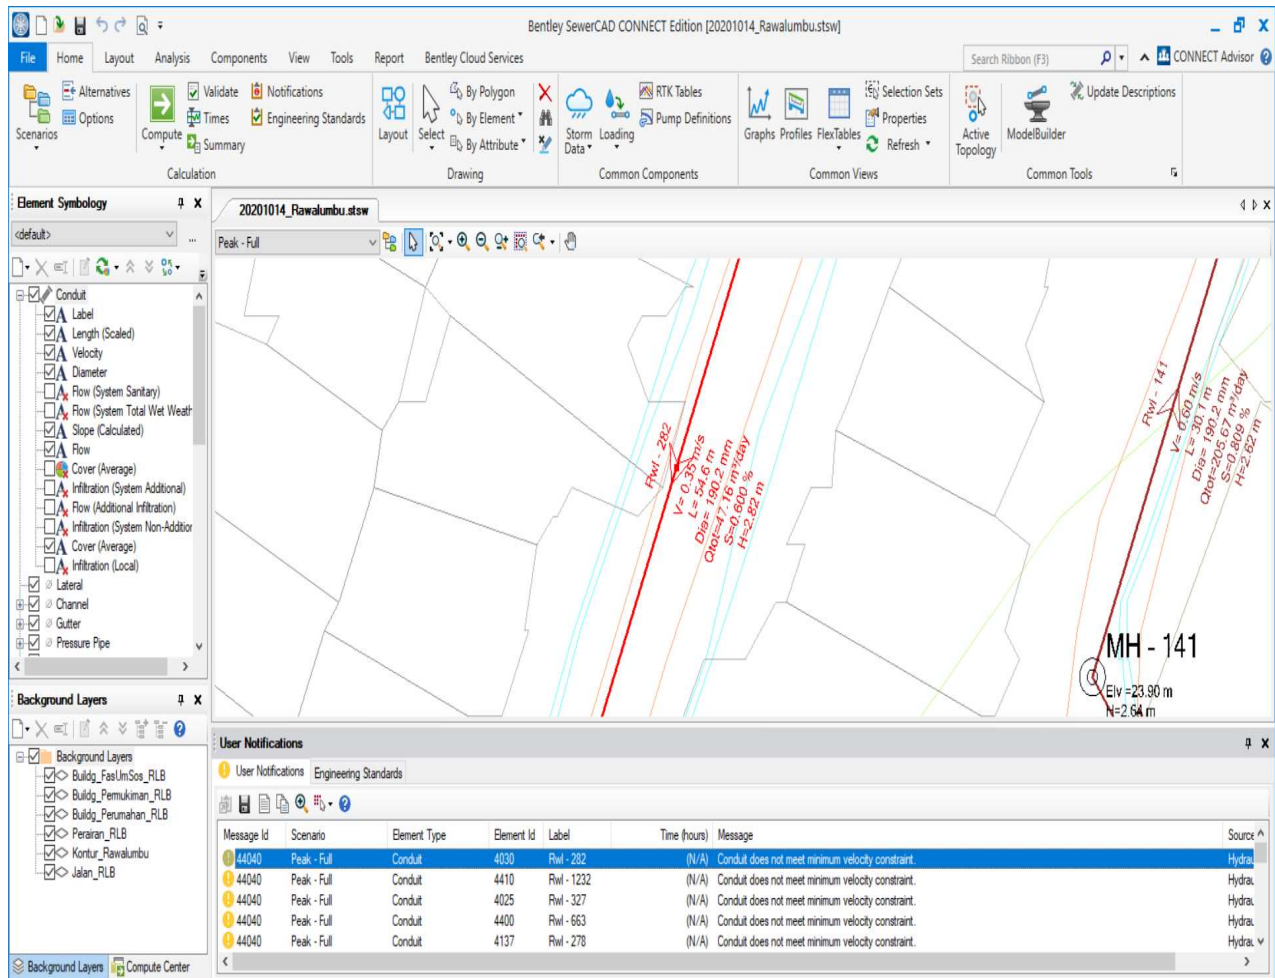 Bentley SewerCAD CONNECT Edition [20201014_Rawalumbu.stsw]
File Home Layout Analysis Components View Tools Report Bentley Cloud Services Search Ribbon (F3) CONNECT Advisor
Scenarios
Alternatives
Options
Compute
Validate
Times
Summary
Notifications
Engineering Standards
Calculation
Layout
Select
By Polygon
By Element
By Attribute
Drawing
Storm Data
Loading
RTK Tables
Pump Definitions
Common Components
Graphs
Profiles
FlexTables
Selection Sets
Properties
Refresh
Common Views
Active Topology
ModelBuilder
Update Descriptions
Common Tools
Element Symbology
<default>
...
Conduit
Label
Length (Scaled)
Velocity
Diameter
Flow (System Sanitary)
Flow (System Total Wet Weath
Slope (Calculated)
Flow
Cover (Average)
Infiltration (System Additional)
Flow (Additional Infiltration)
Infiltration (System Non-Addition
Cover (Average)
Infiltration (Local)
Lateral
Channel
Gutter
Pressure Pipe
Background Layers
Background Layers
Buildg_FasUmSos_RLB
Buildg_Pemukiman_RLB
Buildg_Perumahan_RLB
Perairan_RLB
Kontur_Rawalumbu
Jalan_RLB
Background Layers Compute Center
20201014_Rawalumbu.stsw
Peak - Full
Rwl - 282
V= 0.35 m/s
L= 54.6 m
Dia= 190.2 mm
Qtot=47.16 m³/day
S=0.600 %
H=2.82 m
Rwl - 141
V= 0.60 m/s
L= 30.1 m
Dia= 190.2 mm
Qtot=205.67 m³/day
S=0.809 %
H=2.62 m
MH - 141
Elv =23.90 m
H=2.64 m
User Notifications
User Notifications Engineering Standards
Message Id Scenario Element Type Element Id Label Time (hours) Message Source
44040 Peak - Full Conduit 4030 Rwl - 282 (N/A) Conduit does not meet minimum velocity constraint. Hydrau
44040 Peak - Full Conduit 4410 Rwl - 1232 (N/A) Conduit does not meet minimum velocity constraint. Hydrau
44040 Peak - Full Conduit 4025 Rwl - 327 (N/A) Conduit does not meet minimum velocity constraint. Hydrau
44040 Peak - Full Conduit 4400 Rwl - 663 (N/A) Conduit does not meet minimum velocity constraint. Hydrau
44040 Peak - Full Conduit 4137 Rwl - 278 (N/A) Conduit does not meet minimum velocity constraint. Hydrau